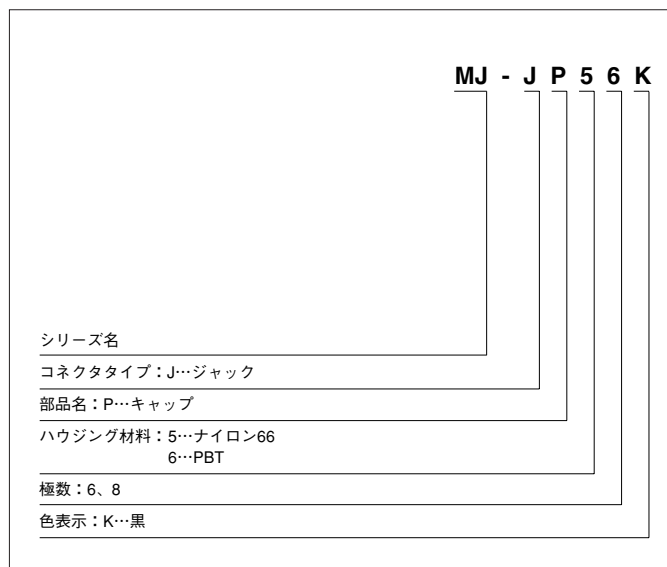 MJ - J P 5 6 K
シリーズ名
コネクタタイプ：J…ジャック
部品名：P…キャップ
ハウジング材料：5…ナイロン66
6…PBT
極数：6、8
色表示：K…黒